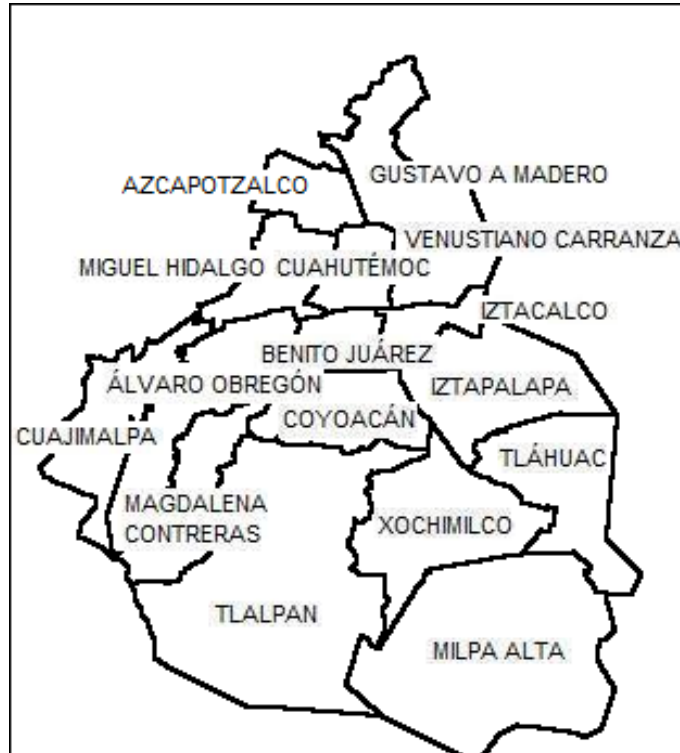 GUSTAVO A MADERO
AZCAPOTZALCO
VENUSTIANO CARRANZA
MIGUEL HIDALGO
CUAHUTÉMOC
IZTACALCO
BENITO JUÁREZ
ÁLVARO OBREGÓN
IZTAPALAPA
COYOACÁN
CUAJIMALPA
TLÁHUAC
MAGDALENA
CONTRERAS
XOCHIMILCO
TLALPAN
MILPA ALTA